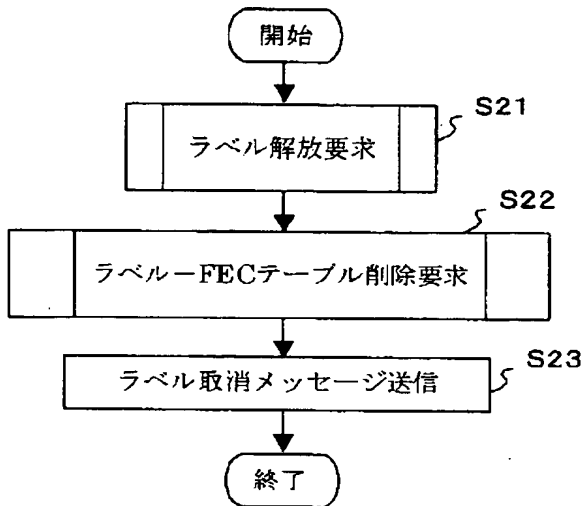 開始
S21
ラベル解放要求
S22
ラベル－FECテーブル削除要求
S23
ラベル取消メッセージ送信
終了